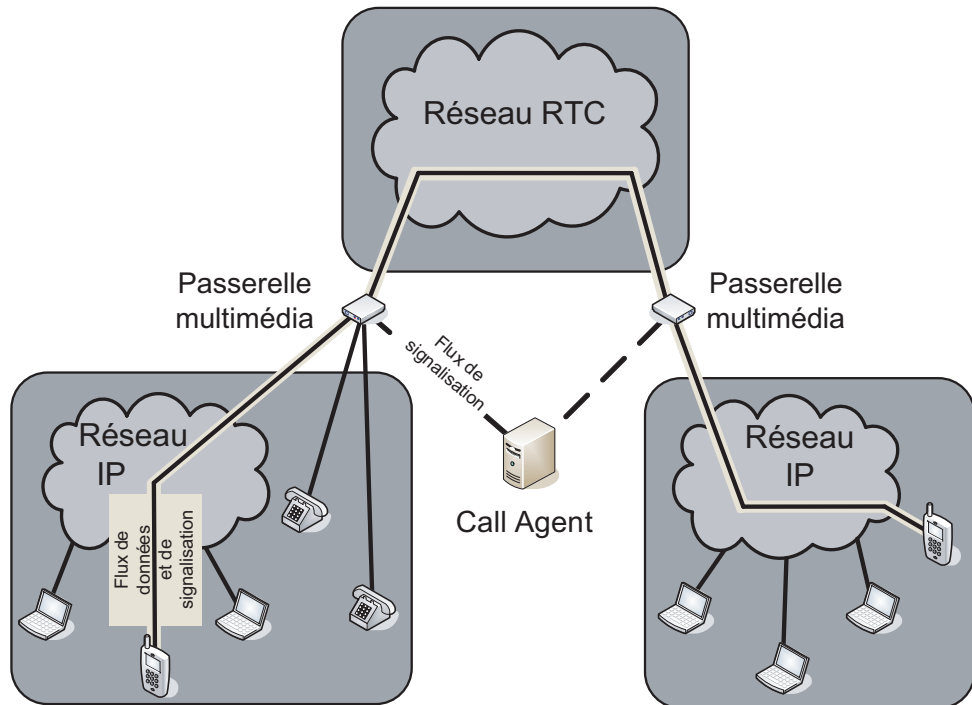 Réseau RTC
Passerelle
multimédia
Passerelle
multimédia
Flux de
signalisation
Réseau
IP
Réseau
IP
Call Agent
Flux de
données
et de
signalisation